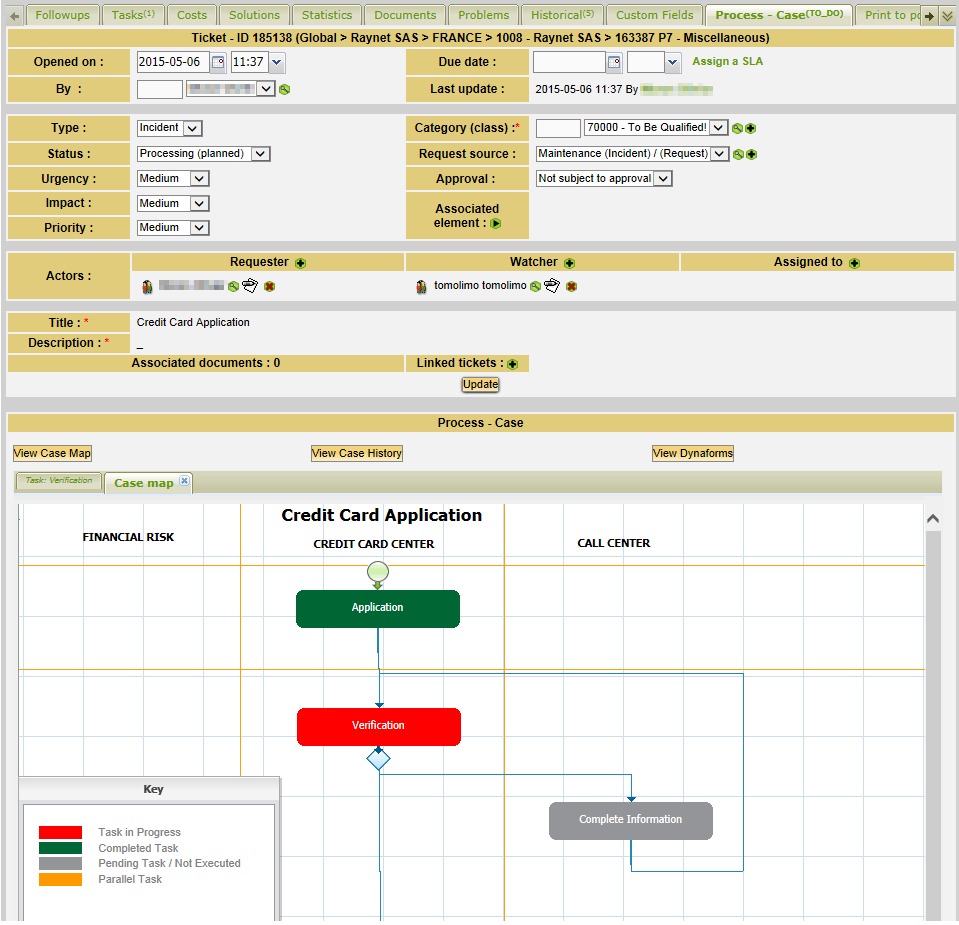 Followups Tasks(1) Costs Solutions Statistics Documents Problems Historical(5) Custom Fields Process - Case(TO_DO) Print to
Ticket - ID 185138 (Global > Raynet SAS > FRANCE > 1008 - Raynet SAS > 163387 P7 - Miscellaneous)
Opened on : 2015-05-06 11:37 Due date : Assign a SLA
By : Last update : 2015-05-06 11:37 By
Type : Incident Category (class) :* 70000 - To Be Qualified!
Status : Processing (planned) Request source : Maintenance (Incident) / (Request)
Urgency : Medium Approval : Not subject to approval
Impact : Medium Associated
element :
Priority : Medium
Actors : Requester Watcher Assigned to
tomolimo tomolimo
Title : * Credit Card Application
Description : * _
Associated documents : 0 Linked tickets :
Update
Process - Case
View Case Map View Case History View Dynaforms
Task: Verification Case map
Credit Card Application
FINANCIAL RISK CREDIT CARD CENTER CALL CENTER
Application
Verification
Complete Information
Key
Task in Progress
Completed Task
Pending Task / Not Executed
Parallel Task